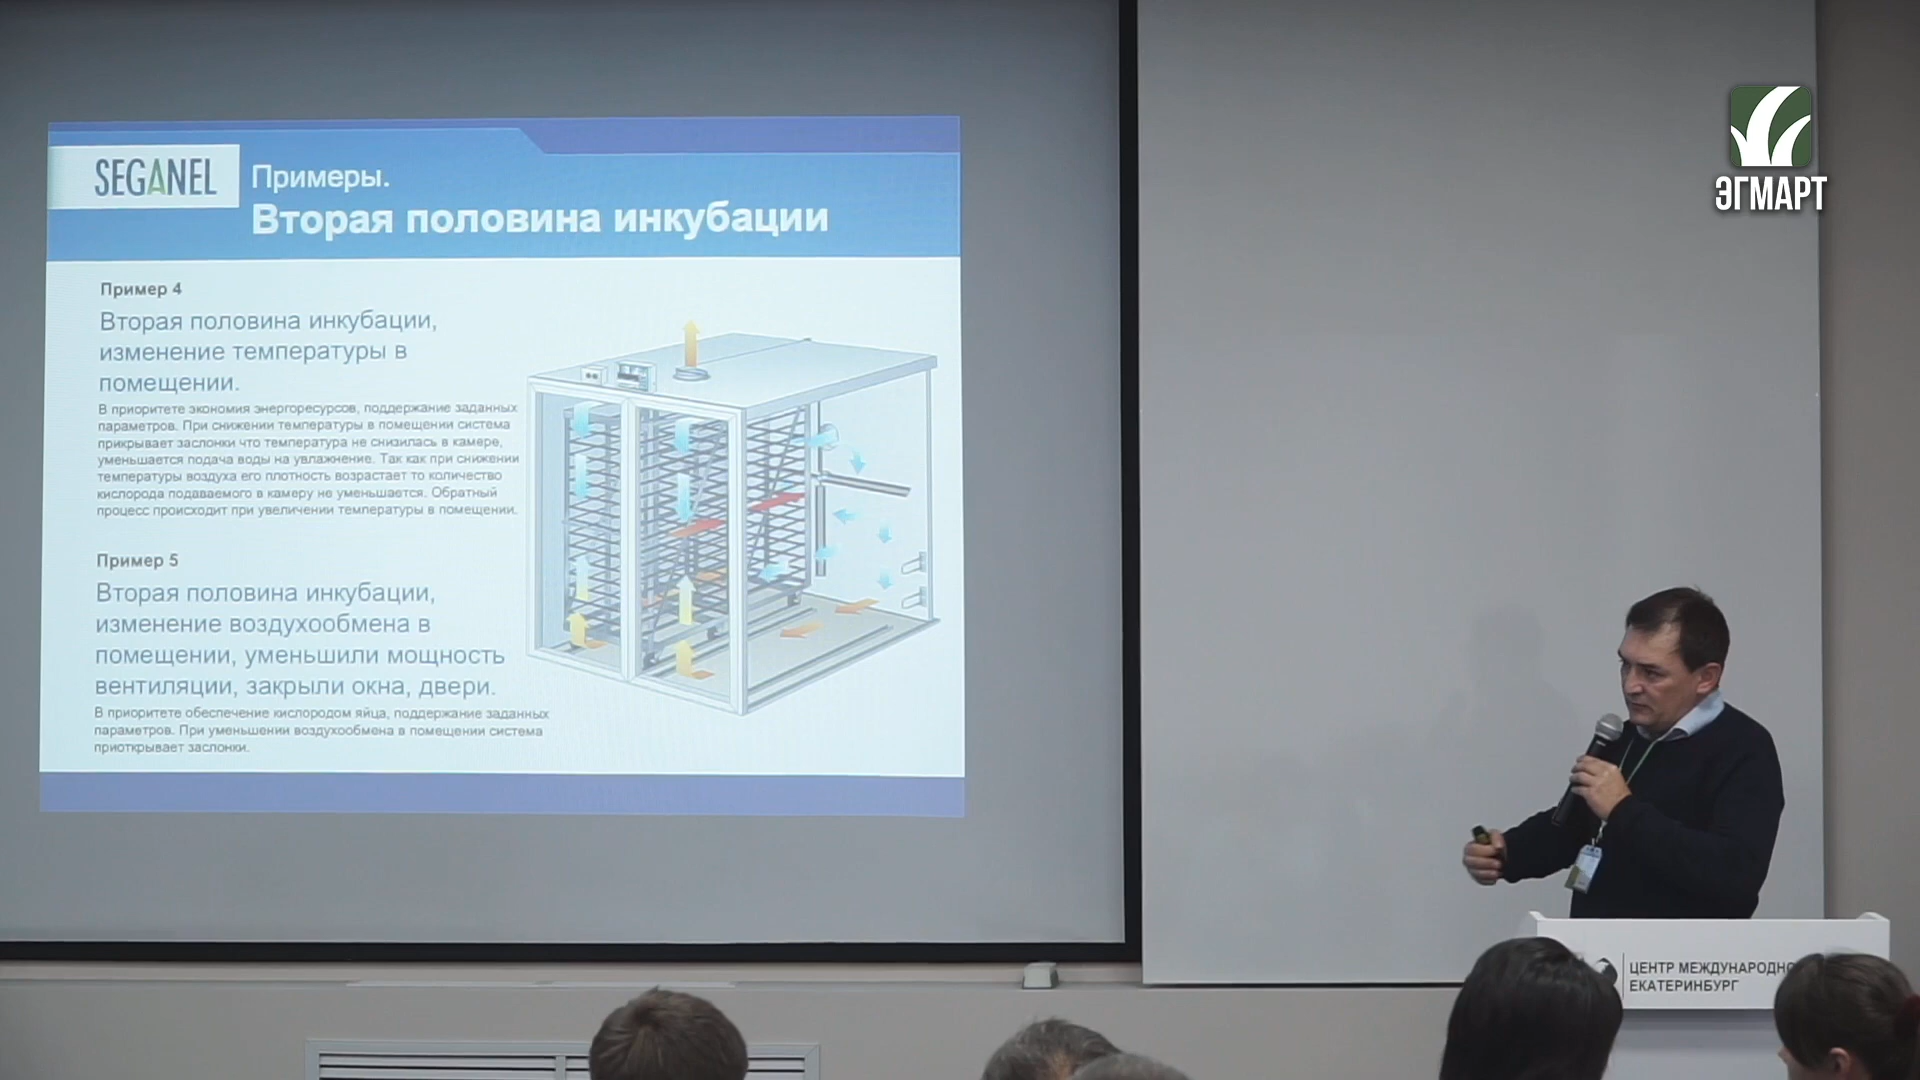 SEGANEL
Примеры.
Вторая половина инкубации
Пример 4
Вторая половина инкубации,
изменение температуры в
помещении.
В приоритете экономия энергоресурсов, поддержание заданных
параметров. При снижении температуры в помещении система
прикрывает заслонки что температура не снизилась в камере,
уменьшается подача воды на увлажнение. Так как при снижении
температуры воздуха его плотность возрастает то количество
кислорода подаваемого в камеру не уменьшается. Обратный
процесс происходит при увеличении температуры в помещении.
Пример 5
Вторая половина инкубации,
изменение воздухообмена в
помещении, уменьшили мощность
вентиляции, закрыли окна, двери.
В приоритете обеспечение кислородом яйца, поддержание заданных
параметров. При уменьшении воздухообмена в помещении система
приоткрывает заслонки.
ЭГМАРТ
ЦЕНТР МЕЖДУНАРОДНО
ЕКАТЕРИНБУРГ